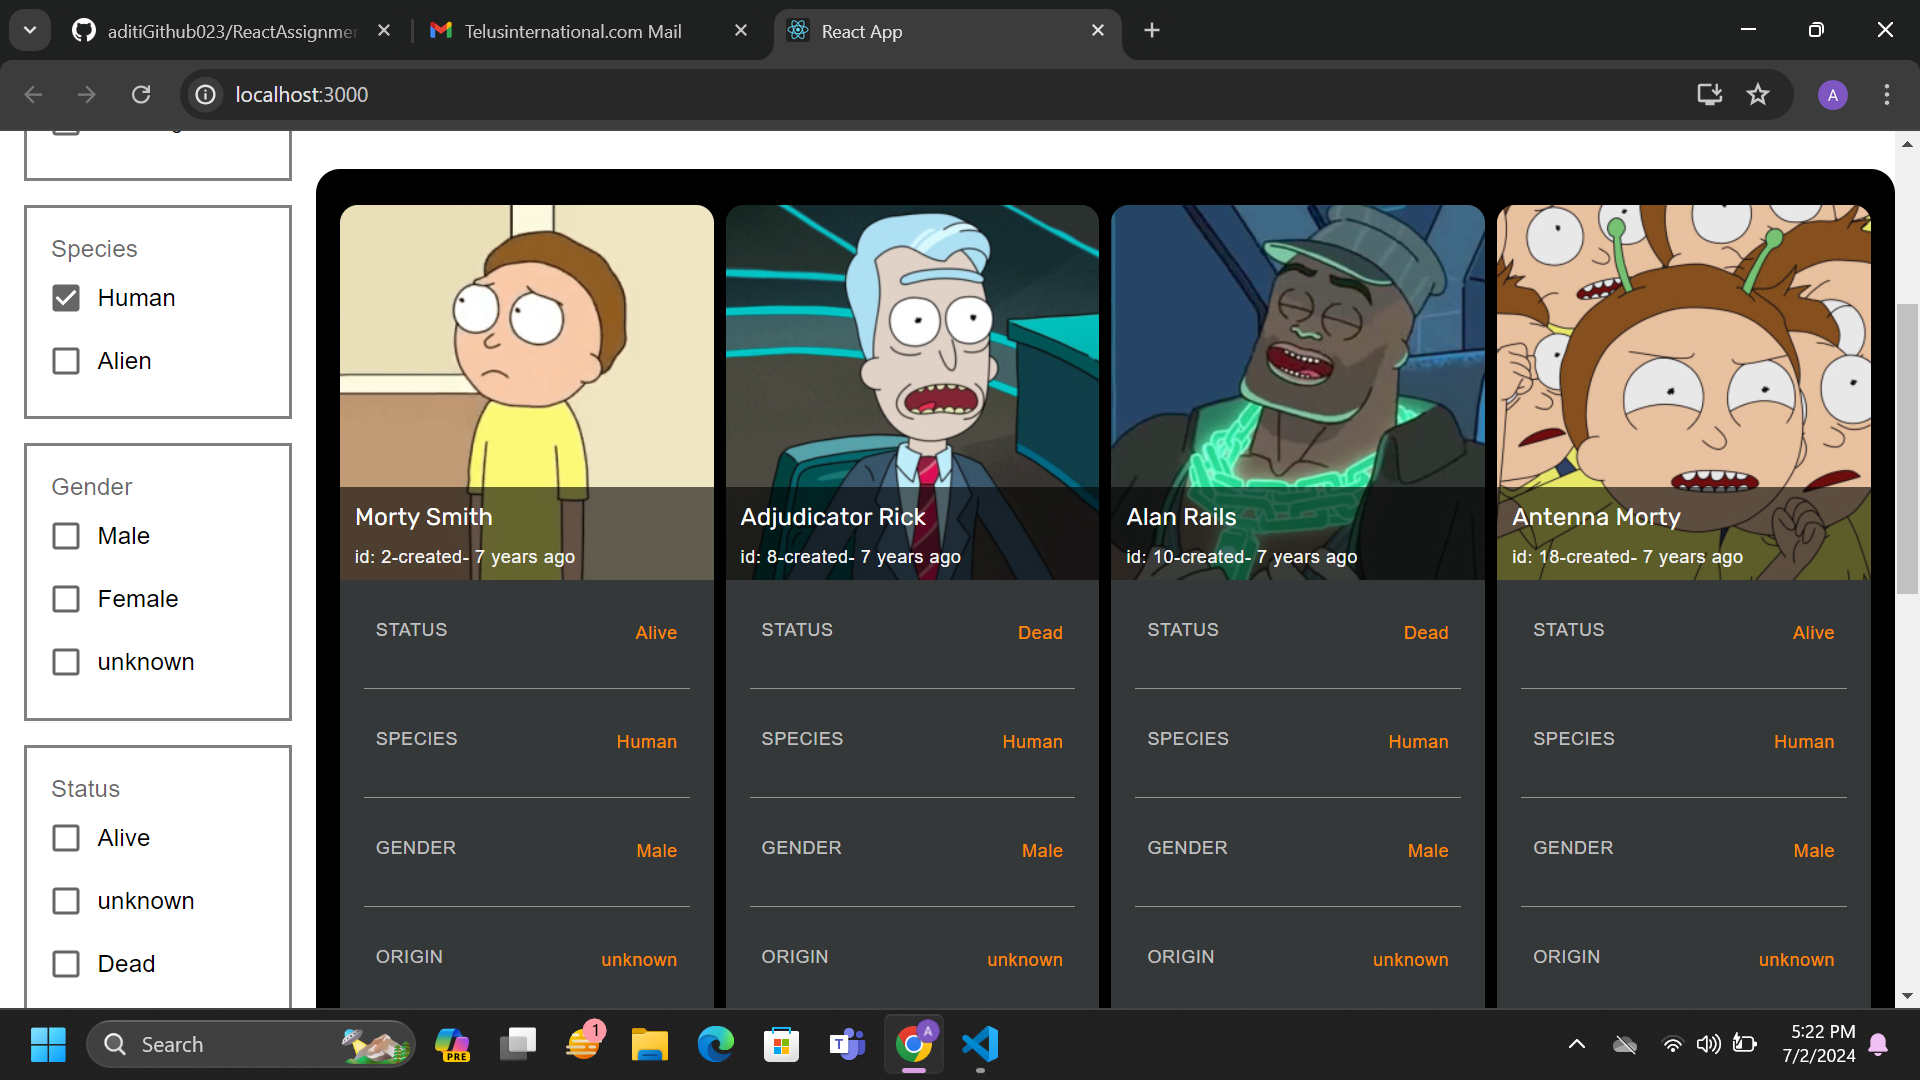 aditiGithub023/ReactAssignmer
Telusinternational.com Mail
React App
localhost:3000
A
Species
Human
Alien
Gender
Male
Female
unknown
Status
Alive
unknown
Dead
Morty Smith
id: 2-created- 7 years ago
STATUS Alive
SPECIES Human
GENDER Male
ORIGIN unknown
Adjudicator Rick
id: 8-created- 7 years ago
STATUS Dead
SPECIES Human
GENDER Male
ORIGIN unknown
Alan Rails
id: 10-created- 7 years ago
STATUS Dead
SPECIES Human
GENDER Male
ORIGIN unknown
Antenna Morty
id: 18-created- 7 years ago
STATUS Alive
SPECIES Human
GENDER Male
ORIGIN unknown
Search
PRE
1
T
A
5:22 PM
7/2/2024